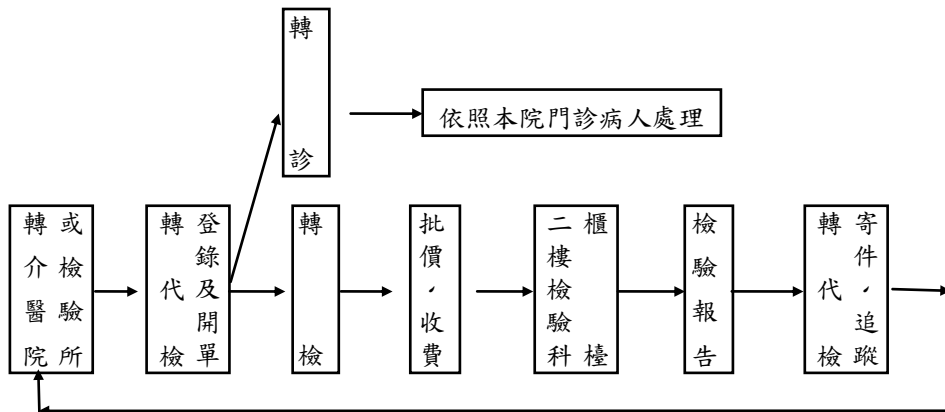 轉診
依照本院門診病人處理
轉介醫院
或檢驗所
轉代檢
登錄及開單
轉檢
批價，收費
二樓檢驗科
櫃檯
檢驗報告
轉代檢
寄件，追蹤